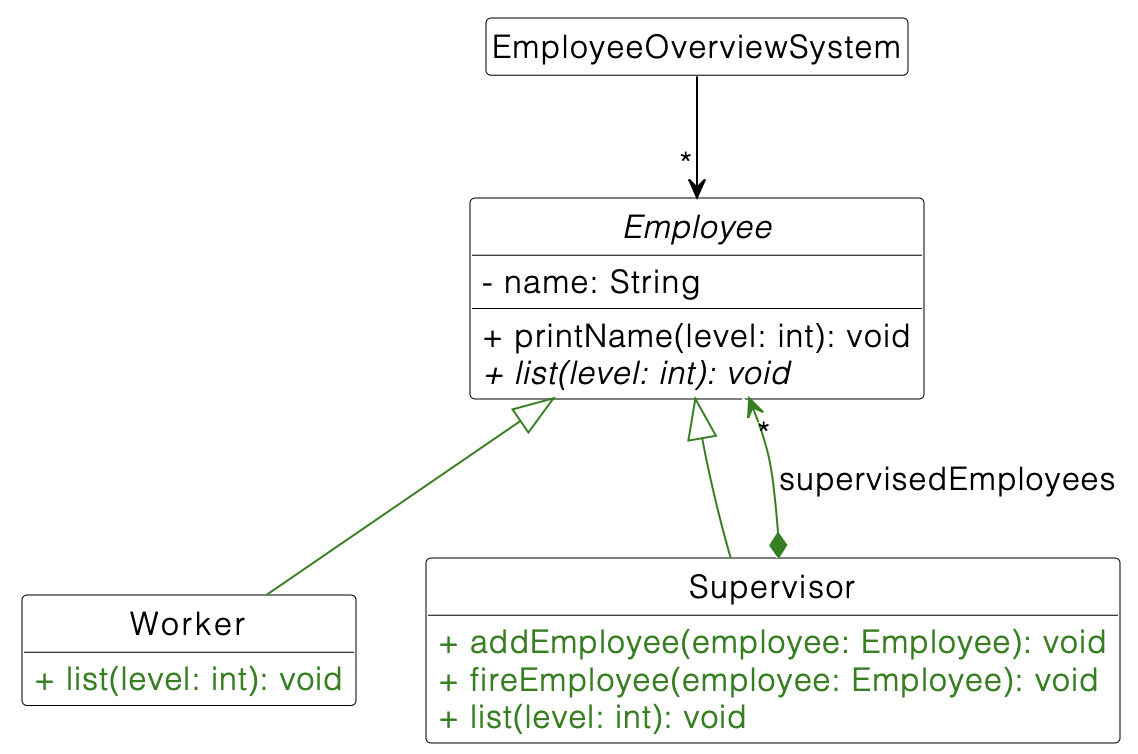 EmployeeOverviewSystem
*
Employee
- name: String
+ printName(level: int): void
+ list(level: int): void
*
supervisedEmployees
Worker
+ list(level: int): void
Supervisor
+ addEmployee(employee: Employee): void
+ fireEmployee(employee: Employee): void
+ list(level: int): void